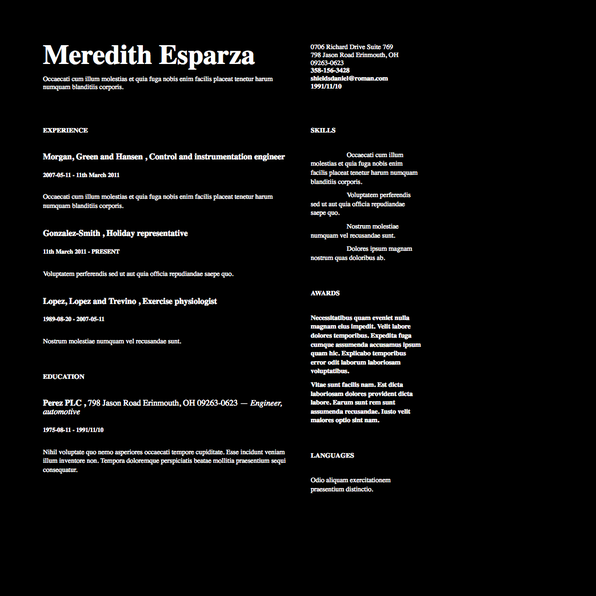 Meredith Esparza
Occaecati cum illum molestias et quia fuga nobis enim facilis placeat tenetur harum
numquam blanditiis corporis.
0706 Richard Drive Suite 769
798 Jason Road Erinmouth, OH
09263-0623
358-156-3428
shieldsdaniel@roman.com
1991/11/10
EXPERIENCE
Morgan, Green and Hansen , Control and instrumentation engineer
2007-05-11 - 11th March 2011
Occaecati cum illum molestias et quia fuga nobis enim facilis placeat tenetur harum
numquam blanditiis corporis.
Gonzalez-Smith , Holiday representative
11th March 2011 - PRESENT
Voluptatem perferendis sed ut aut quia officia repudiandae saepe quo.
Lopez, Lopez and Trevino , Exercise physiologist
1989-08-20 - 2007-05-11
Nostrum molestiae numquam vel recusandae sunt.
EDUCATION
Perez PLC , 798 Jason Road Erinmouth, OH 09263-0623 — Engineer,
automotive
1975-08-11 - 1991/11/10
Nihil voluptate quo nemo asperiores occaecati tempore cupiditate. Esse incidunt veniam
illum inventore non. Tempora doloremque perspiciatis beatae mollitia praesentium sequi
consequatur.
SKILLS
Occaecati cum illum
molestias et quia fuga nobis enim
facilis placeat tenetur harum numquam
blanditiis corporis.
Voluptatem perferendis
sed ut aut quia officia repudiandae
saepe quo.
Nostrum molestiae
numquam vel recusandae sunt.
Dolores ipsum magnam
nostrum quas doloribus ab.
AWARDS
Necessitatibus quam eveniet nulla
magnam eius impedit. Velit labore
dolores temporibus. Expedita fuga
cumque assumenda accusamus ipsum
quam hic. Explicabo temporibus
error odit laborum laboriosam
voluptatibus.
Vitae sunt facilis nam. Est dicta
laboriosam dolores provident dicta
labore. Earum sunt rem sunt
assumenda recusandae. Iusto velit
maiores optio sint nam.
LANGUAGES
Odio aliquam exercitationem
praesentium distinctio.